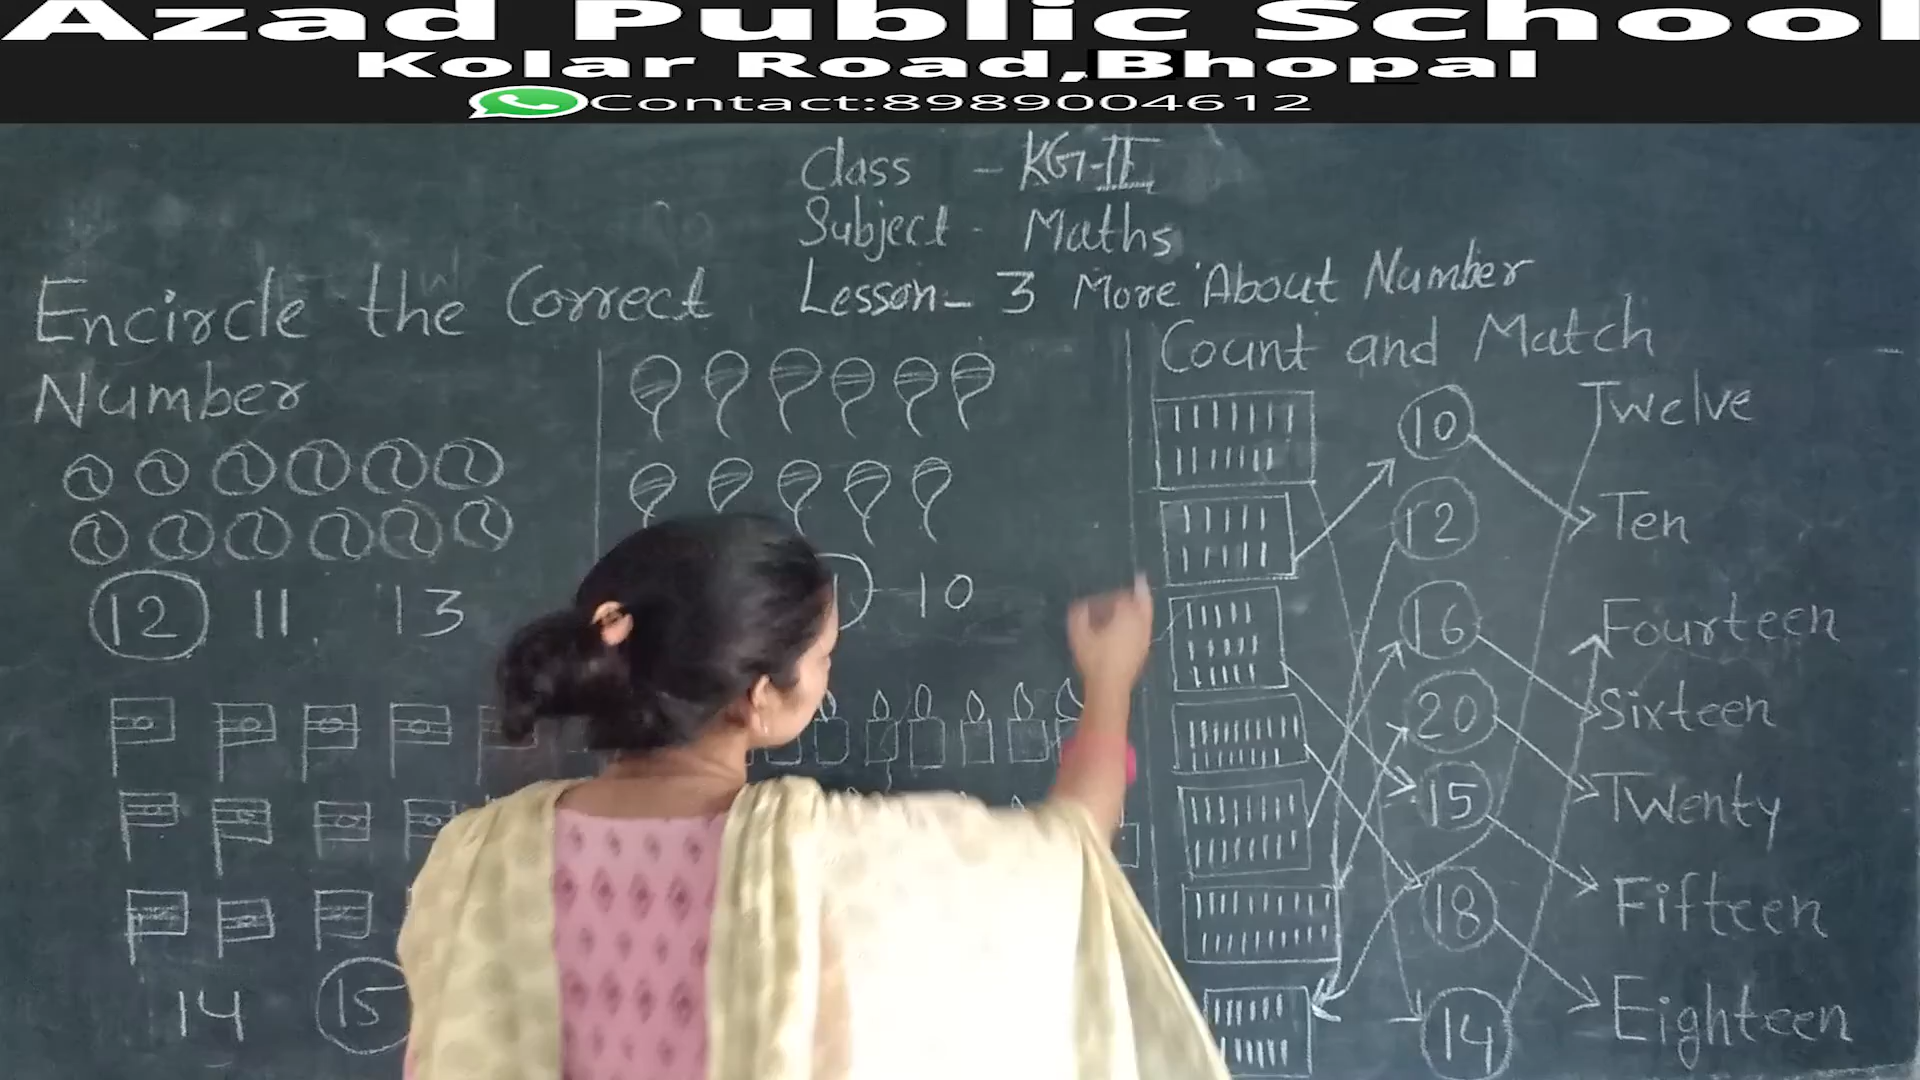 Azad Public School
Kolar Road,Bhopal
Contact:8989004612
Class - KG-II
Subject - Maths
Lesson - 3 More About Number
Encircle the Correct
Number
12 11 13
10
14 15
Count and Match
10 Twelve
12 Ten
16 Fourteen
20 Sixteen
15 Twenty
18 Fifteen
14 Eighteen